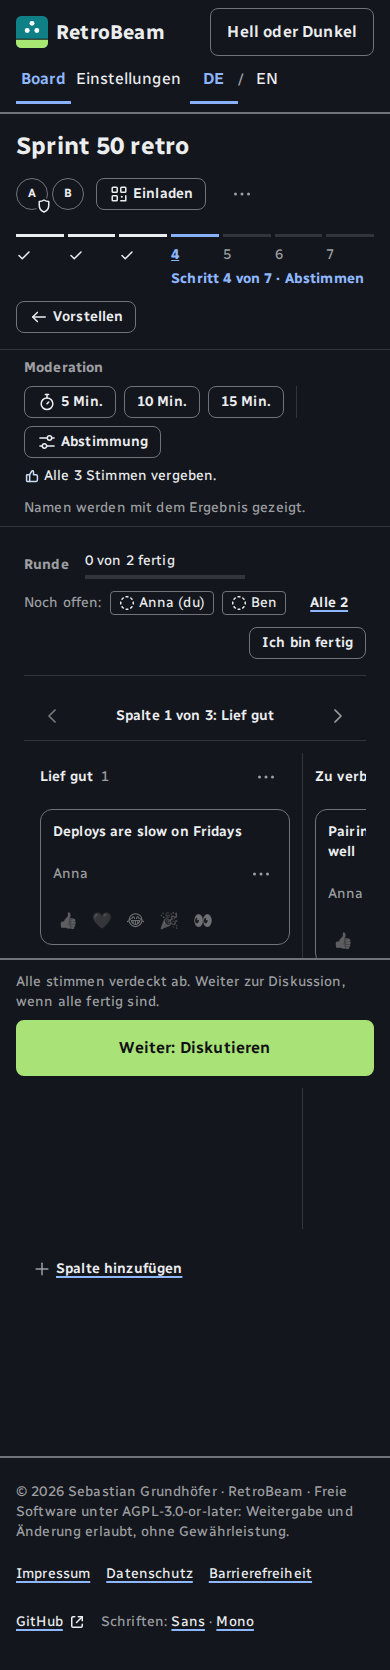 RetroBeam
Hell oder Dunkel
Board Einstellungen DE / EN
Sprint 50 retro
A B Einladen
4 5 6 7
Schritt 4 von 7 · Abstimmen
Vorstellen
Moderation
5 Min. 10 Min. 15 Min.
Abstimmung
Alle 3 Stimmen vergeben.
Namen werden mit dem Ergebnis gezeigt.
Runde 0 von 2 fertig
Noch offen: Anna (du) Ben Alle 2
Ich bin fertig
Spalte 1 von 3: Lief gut
Lief gut 1
Zu verb
Deploys are slow on Fridays
Anna
Pairin
well
Anna
Alle stimmen verdeckt ab. Weiter zur Diskussion,
wenn alle fertig sind.
Weiter: Diskutieren
Spalte hinzufügen
© 2026 Sebastian Grundhöfer · RetroBeam · Freie
Software unter AGPL-3.0-or-later: Weitergabe und
Änderung erlaubt, ohne Gewährleistung.
Impressum Datenschutz Barrierefreiheit
GitHub Schriften: Sans · Mono